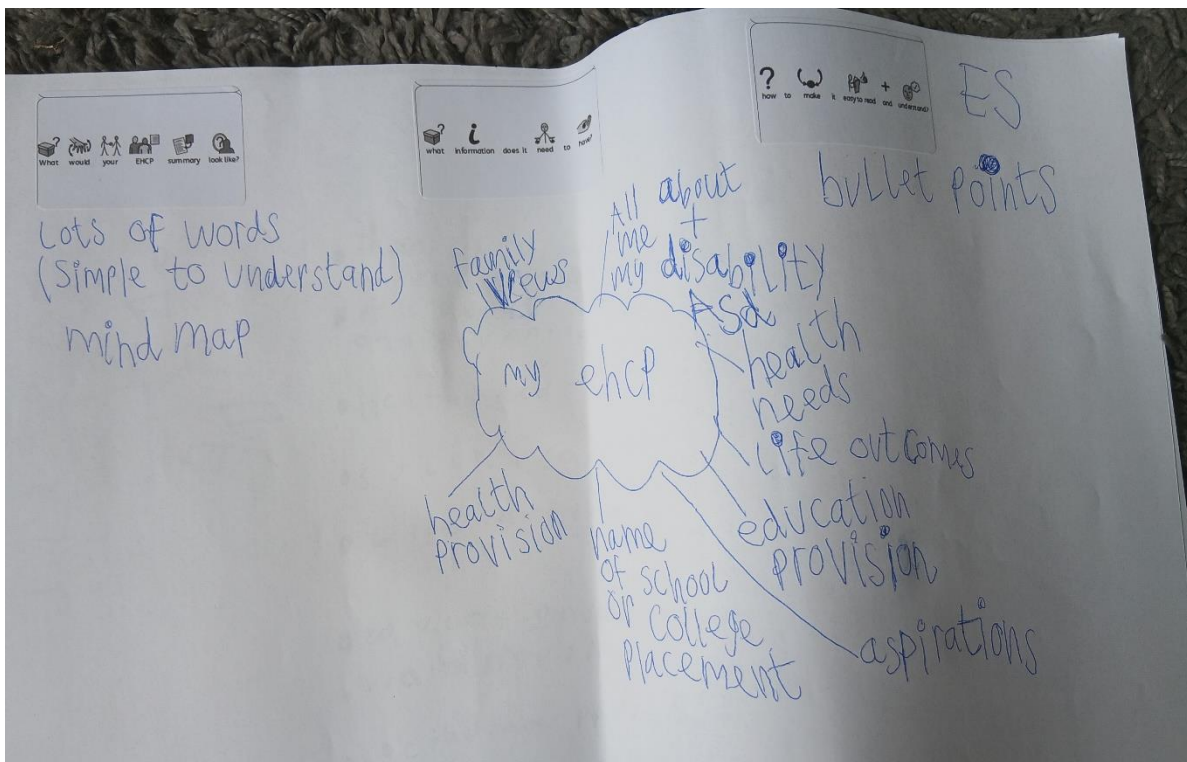 What would your EHCP summary look like?
Lots of words
(Simple to understand)
mind map
what information does it need to have?
family
views
All about
me +
my disability
ASd
my ehcp
health
needs
Life outcomes
education
provision
aspirations
name
of school
or College
Placement
health
provision
how to make it easy to read and understand?
ES
bullet points